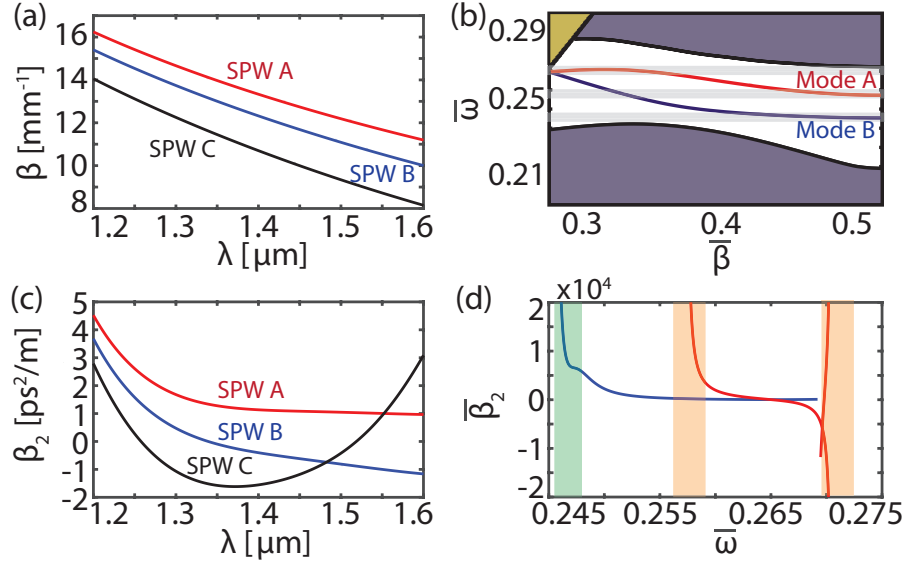 (a)
16
14
12
10
8
β [mm⁻¹]
SPW A
SPW B
SPW C
1.2 1.3 1.4 1.5 1.6
λ [μm]
(b)
0.29
0.25
0.21
ω̅
Mode A
Mode B
0.3 0.4 0.5
β̅
(c)
5
4
3
2
1
0
-1
-2
β₂ [ps²/m]
SPW A
SPW B
SPW C
1.2 1.3 1.4 1.5 1.6
λ [μm]
(d)
x10⁴
2
1
0
-1
-2
β̅₂
0.245 0.255 0.265 0.275
ω̅